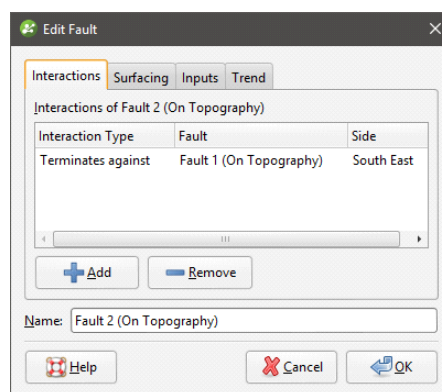 Edit Fault
Interactions Surfacing Inputs Trend
Interactions of Fault 2 (On Topography)
Interaction Type Fault Side
Terminates against Fault 1 (On Topography) South East
Add Remove
Name: Fault 2 (On Topography)
Help Cancel OK